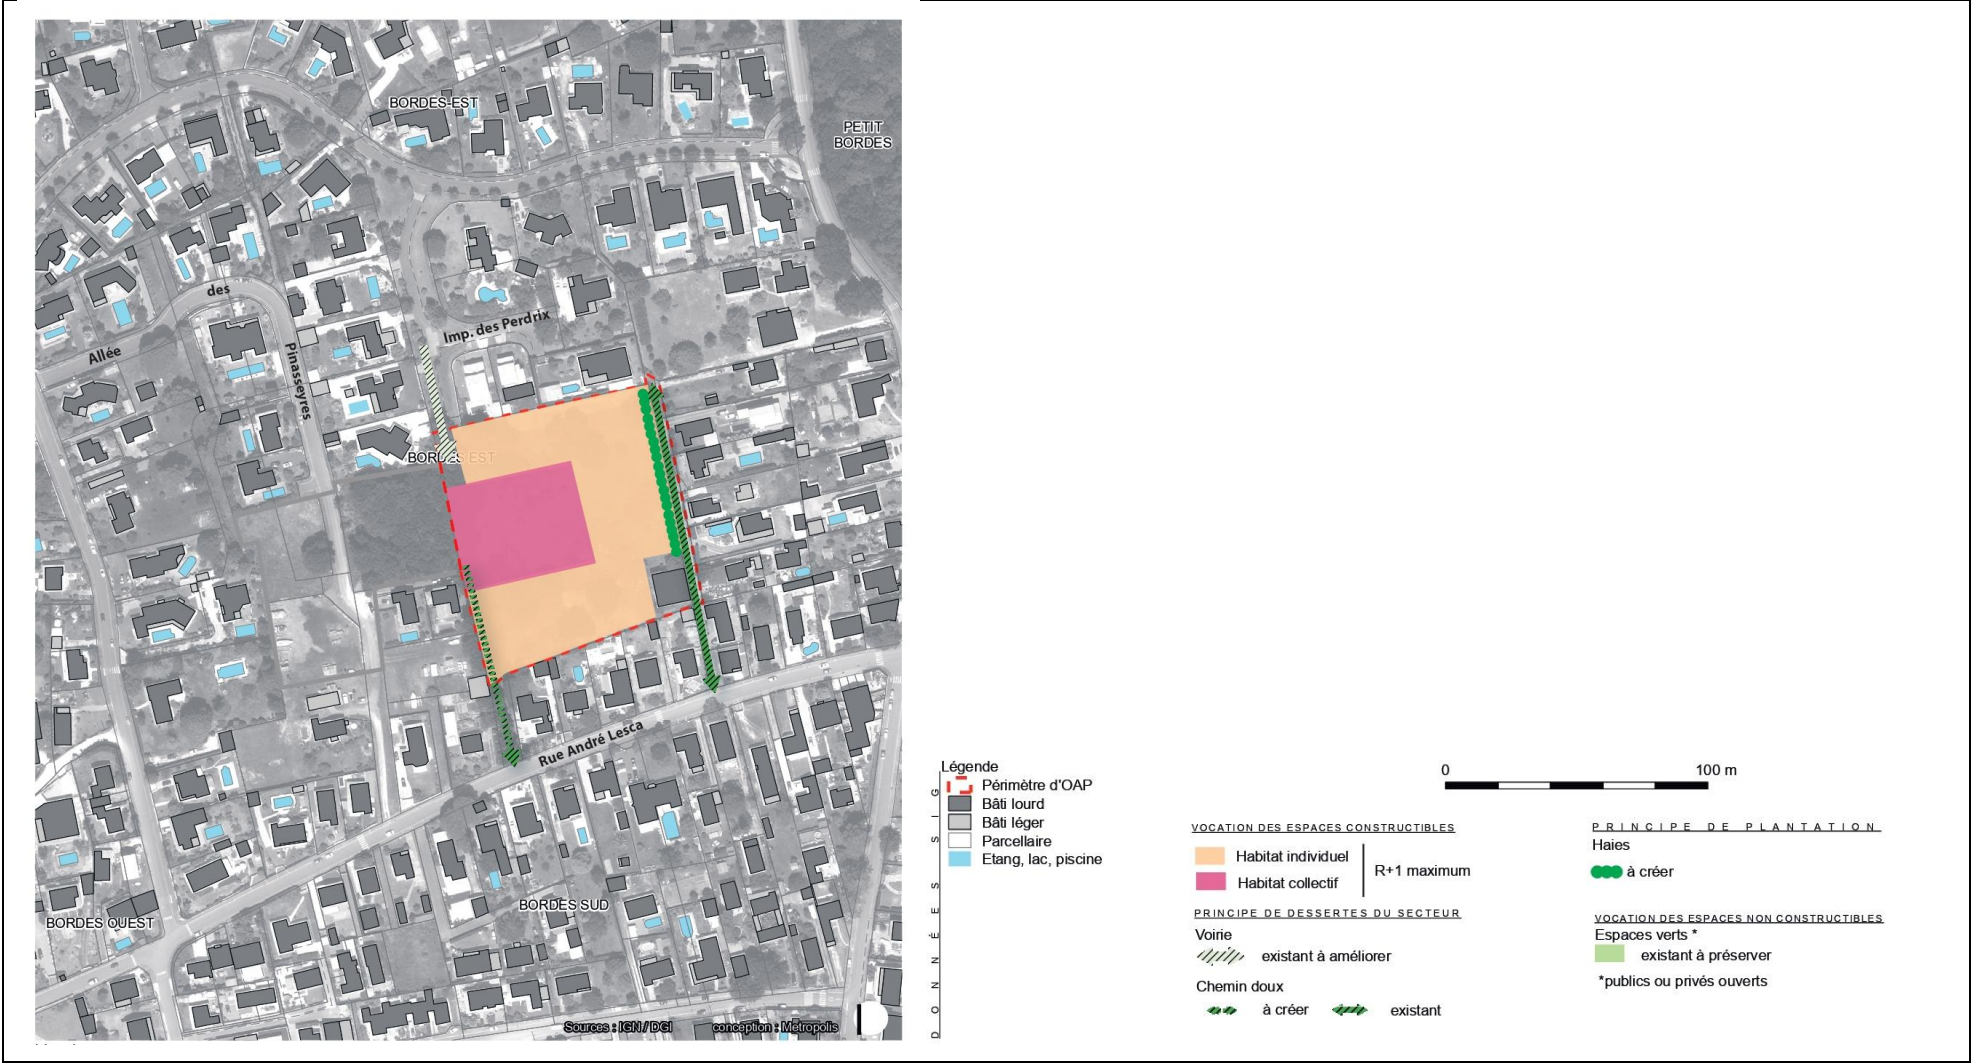 BORDES-EST
PETIT
BORDES
des
Imp. des Perdrix
Allée
Pinasseyres
BORDES EST
Rue André Lesca
BORDES SUD
BORDES OUEST
Sources : IGN / DGI
conception : Métropolis
DONNÉES SIG
Légende
Périmètre d'OAP
Bâti lourd
Bâti léger
Parcellaire
Etang, lac, piscine
0 100 m
VOCATION DES ESPACES CONSTRUCTIBLES
Habitat individuel
Habitat collectif
R+1 maximum
PRINCIPE DE DESSERTES DU SECTEUR
Voirie
existant à améliorer
Chemin doux
à créer existant
PRINCIPE DE PLANTATION
Haies
à créer
VOCATION DES ESPACES NON CONSTRUCTIBLES
Espaces verts *
existant à préserver
*publics ou privés ouverts